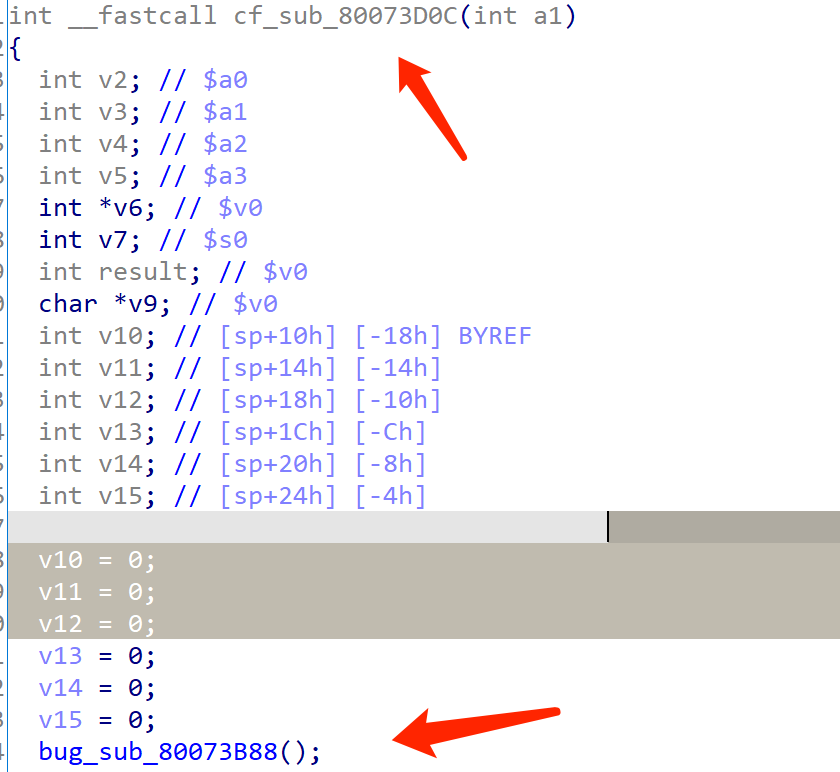 int __fastcall cf_sub_80073D0C(int a1)
{
int v2; // $a0
int v3; // $a1
int v4; // $a2
int v5; // $a3
int *v6; // $v0
int v7; // $s0
int result; // $v0
char *v9; // $v0
int v10; // [sp+10h] [-18h] BYREF
int v11; // [sp+14h] [-14h]
int v12; // [sp+18h] [-10h]
int v13; // [sp+1Ch] [-Ch]
int v14; // [sp+20h] [-8h]
int v15; // [sp+24h] [-4h]
v10 = 0;
v11 = 0;
v12 = 0;
v13 = 0;
v14 = 0;
v15 = 0;
bug_sub_80073B88();